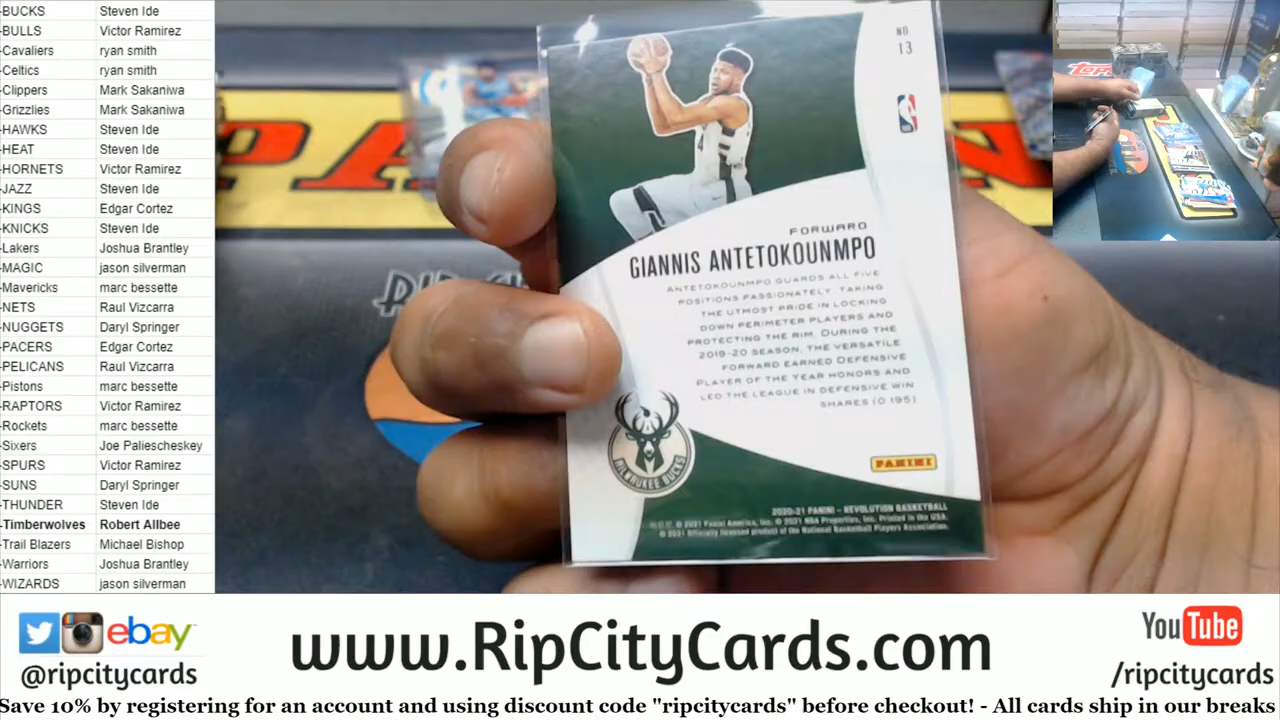 -BUCKS Steven Ide
-BULLS Victor Ramirez
-Cavaliers ryan smith
-Celtics ryan smith
-Clippers Mark Sakaniwa
-Grizzlies Mark Sakaniwa
-HAWKS Steven Ide
-HEAT Steven Ide
-HORNETS Victor Ramirez
-JAZZ Steven Ide
-KINGS Edgar Cortez
-KNICKS Steven Ide
-Lakers Joshua Brantley
-MAGIC jason silverman
-Mavericks marc bessette
-NETS Raul Vizcarra
-NUGGETS Daryl Springer
-PACERS Edgar Cortez
-PELICANS Raul Vizcarra
-Pistons marc bessette
-RAPTORS Victor Ramirez
-Rockets marc bessette
-Sixers Joe Paliescheskey
-SPURS Victor Ramirez
-SUNS Daryl Springer
-THUNDER Steven Ide
-Timberwolves Robert Allbee
-Trail Blazers Michael Bishop
-Warriors Joshua Brantley
-WIZARDS jason silverman
NO
13
FORWARD
GIANNIS ANTETOKOUNMPO
ANTETOKOUNMPO GUARDS ALL FIVE
POSITIONS PASSIONATELY, TAKING
THE UTMOST PRIDE IN LOCKING
DOWN PERIMETER PLAYERS AND
PROTECTING THE RIM. DURING THE
2019-20 SEASON, THE VERSATILE
FORWARD EARNED DEFENSIVE
PLAYER OF THE YEAR HONORS AND
LED THE LEAGUE IN DEFENSIVE WIN
SHARES (0.195)
MILWAUKEE BUCKS
PANINI
2020-21 PANINI – REVOLUTION BASKETBALL
© 2021 Panini America, Inc. © 2021 NBA Properties, Inc. Printed in the USA.
Officially licensed product of the National Basketball Players Association.
TOPPS
ebay
@ripcitycards
www.RipCityCards.com
YouTube
/ripcitycards
Save 10% by registering for an account and using discount code "ripcitycards" before checkout! - All cards ship in our breaks